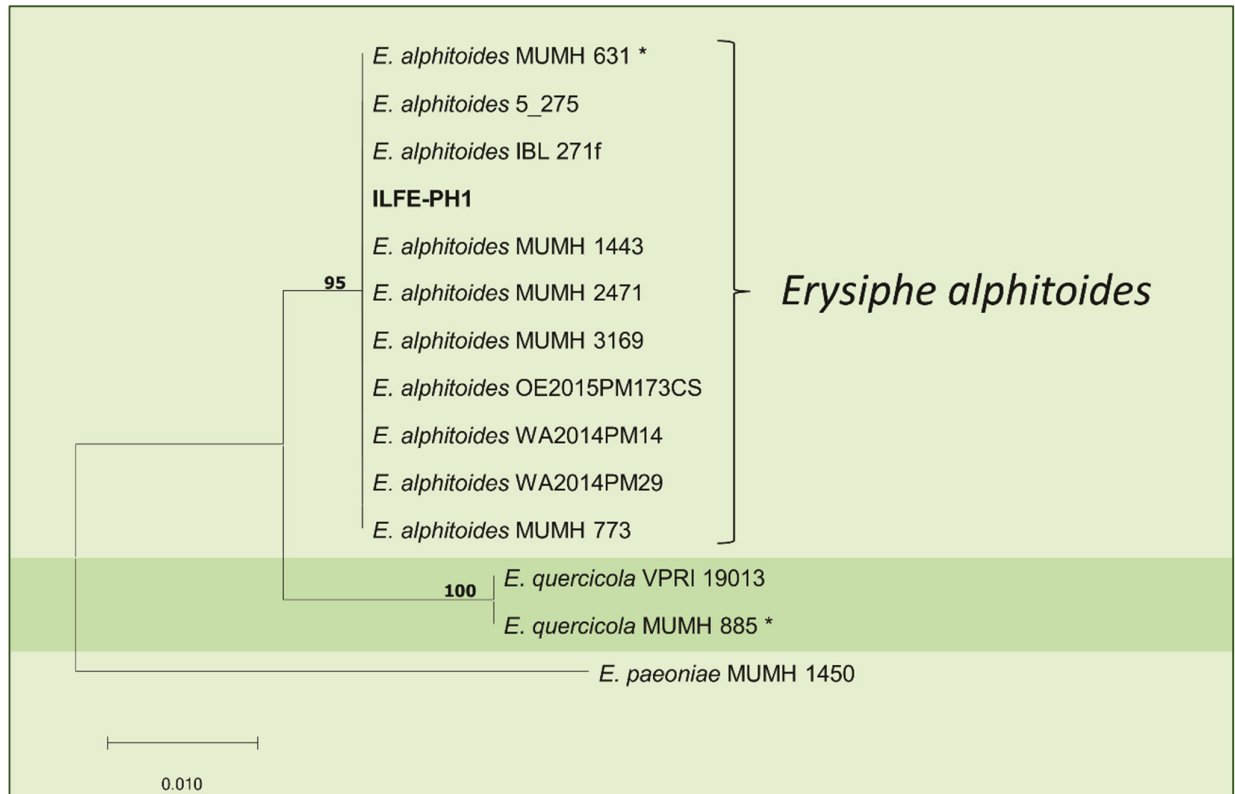 E. alphitoides MUMH 631 *
E. alphitoides 5_275
E. alphitoides IBL 271f
ILFE-PH1
E. alphitoides MUMH 1443
95
E. alphitoides MUMH 2471
Erysiphe alphitoides
E. alphitoides MUMH 3169
E. alphitoides OE2015PM173CS
E. alphitoides WA2014PM14
E. alphitoides WA2014PM29
E. alphitoides MUMH 773
E. quercicola VPRI 19013
100
E. quercicola MUMH 885 *
E. paeoniae MUMH 1450
0.010